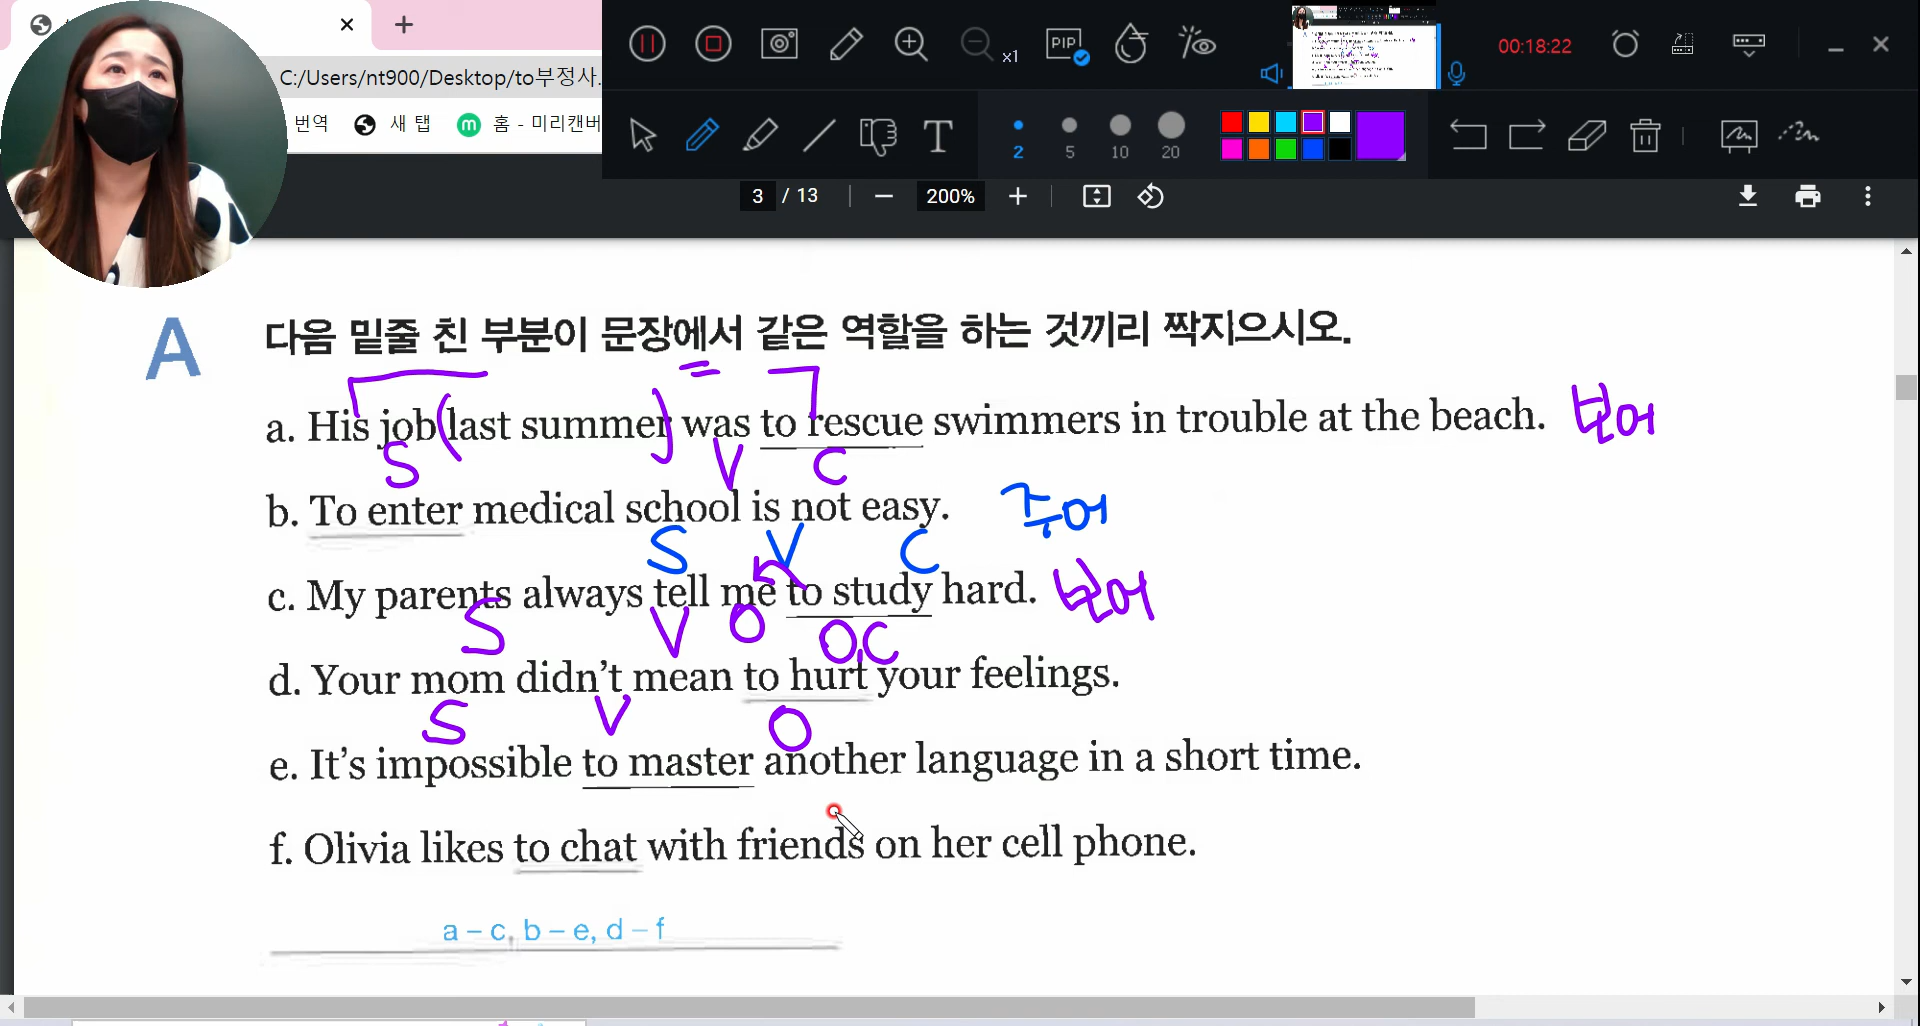 x1
PIP
00:18:22
C:/Users/nt900/Desktop/to부정사.
번역 새 탭 m 홈 - 미리캔버
T
2 5 10 20
3 / 13 200%
A 다음 밑줄 친 부분이 문장에서 같은 역할을 하는 것끼리 짝지으시오.
a. His job (last summer) was to rescue swimmers in trouble at the beach. 보어
S V C
b. To enter medical school is not easy. 주어
S V C
c. My parents always tell me to study hard. 보어
S V O O.C
d. Your mom didn't mean to hurt your feelings.
S V O
e. It's impossible to master another language in a short time.
f. Olivia likes to chat with friends on her cell phone.
a – c, b – e, d – f